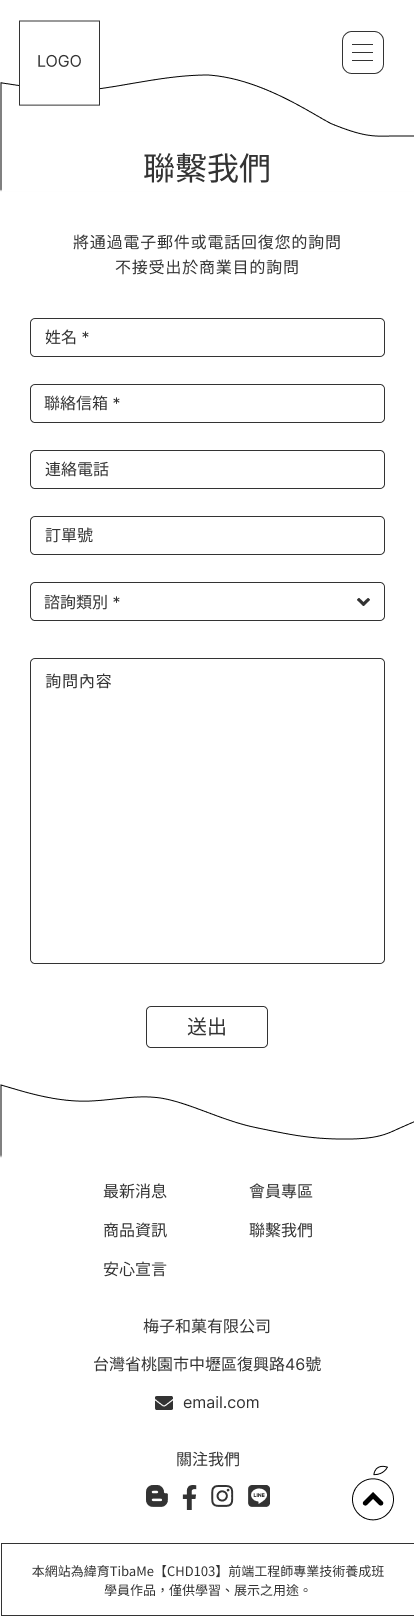 LOGO
聯繫我們
將通過電子郵件或電話回復您的詢問
不接受出於商業目的詢問
姓名 *
聯絡信箱 *
連絡電話
訂單號
諮詢類別 *
詢問內容
送出
最新消息
會員專區
商品資訊
聯繫我們
安心宣言
梅子和菓有限公司
台灣省桃園市中壢區復興路46號
email.com
關注我們
LINE
本網站為緯育TibaMe【CHD103】前端工程師專業技術養成班
學員作品，僅供學習、展示之用途。